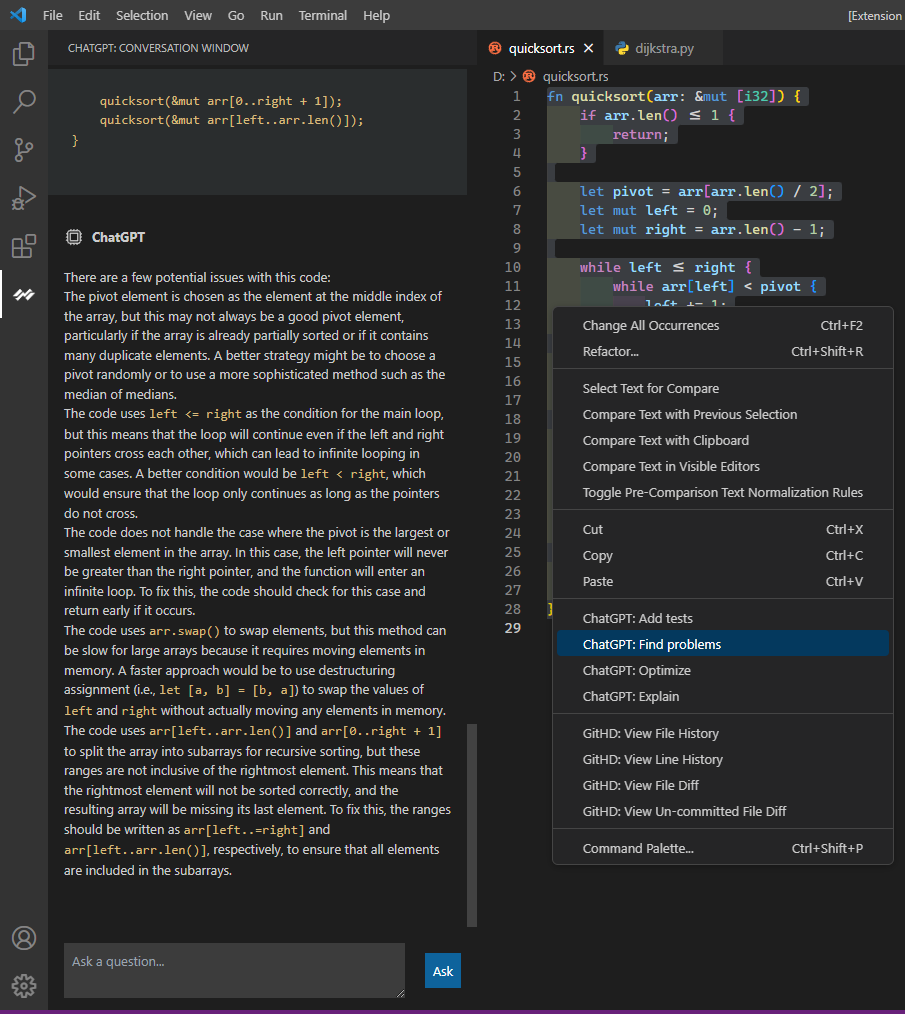 File Edit Selection View Go Run Terminal Help [Extension
CHATGPT: CONVERSATION WINDOW
quicksort(&mut arr[0..right + 1]);
quicksort(&mut arr[left..arr.len()]);
}
ChatGPT
There are a few potential issues with this code:
The pivot element is chosen as the element at the middle index of
the array, but this may not always be a good pivot element,
particularly if the array is already partially sorted or if it contains
many duplicate elements. A better strategy might be to choose a
pivot randomly or to use a more sophisticated method such as the
median of medians.
The code uses left <= right as the condition for the main loop,
but this means that the loop will continue even if the left and right
pointers cross each other, which can lead to infinite looping in
some cases. A better condition would be left < right, which
would ensure that the loop only continues as long as the pointers
do not cross.
The code does not handle the case where the pivot is the largest or
smallest element in the array. In this case, the left pointer will never
be greater than the right pointer, and the function will enter an
infinite loop. To fix this, the code should check for this case and
return early if it occurs.
The code uses arr.swap() to swap elements, but this method can
be slow for large arrays because it requires moving elements in
memory. A faster approach would be to use destructuring
assignment (i.e., let [a, b] = [b, a]) to swap the values of
left and right without actually moving any elements in memory.
The code uses arr[left..arr.len()] and arr[0..right + 1]
to split the array into subarrays for recursive sorting, but these
ranges are not inclusive of the rightmost element. This means that
the rightmost element will not be sorted correctly, and the
resulting array will be missing its last element. To fix this, the ranges
should be written as arr[left..=right] and
arr[left..arr.len()], respectively, to ensure that all elements
are included in the subarrays.
Ask a question...
Ask
quicksort.rs
dijkstra.py
D: > quicksort.rs
1 fn quicksort(arr: &mut [i32]) {
2 if arr.len() ≤ 1 {
3 return;
4 }
5
6 let pivot = arr[arr.len() / 2];
7 let mut left = 0;
8 let mut right = arr.len() - 1;
9
10 while left ≤ right {
11 while arr[left] < pivot {
12 left += 1;
13
14
15
16
17
18
19
20
21
22
23
24
25
26
27
28 }
29
Change All Occurrences Ctrl+F2
Refactor... Ctrl+Shift+R
Select Text for Compare
Compare Text with Previous Selection
Compare Text with Clipboard
Compare Text in Visible Editors
Toggle Pre-Comparison Text Normalization Rules
Cut Ctrl+X
Copy Ctrl+C
Paste Ctrl+V
ChatGPT: Add tests
ChatGPT: Find problems
ChatGPT: Optimize
ChatGPT: Explain
GitHD: View File History
GitHD: View Line History
GitHD: View File Diff
GitHD: View Un-committed File Diff
Command Palette... Ctrl+Shift+P